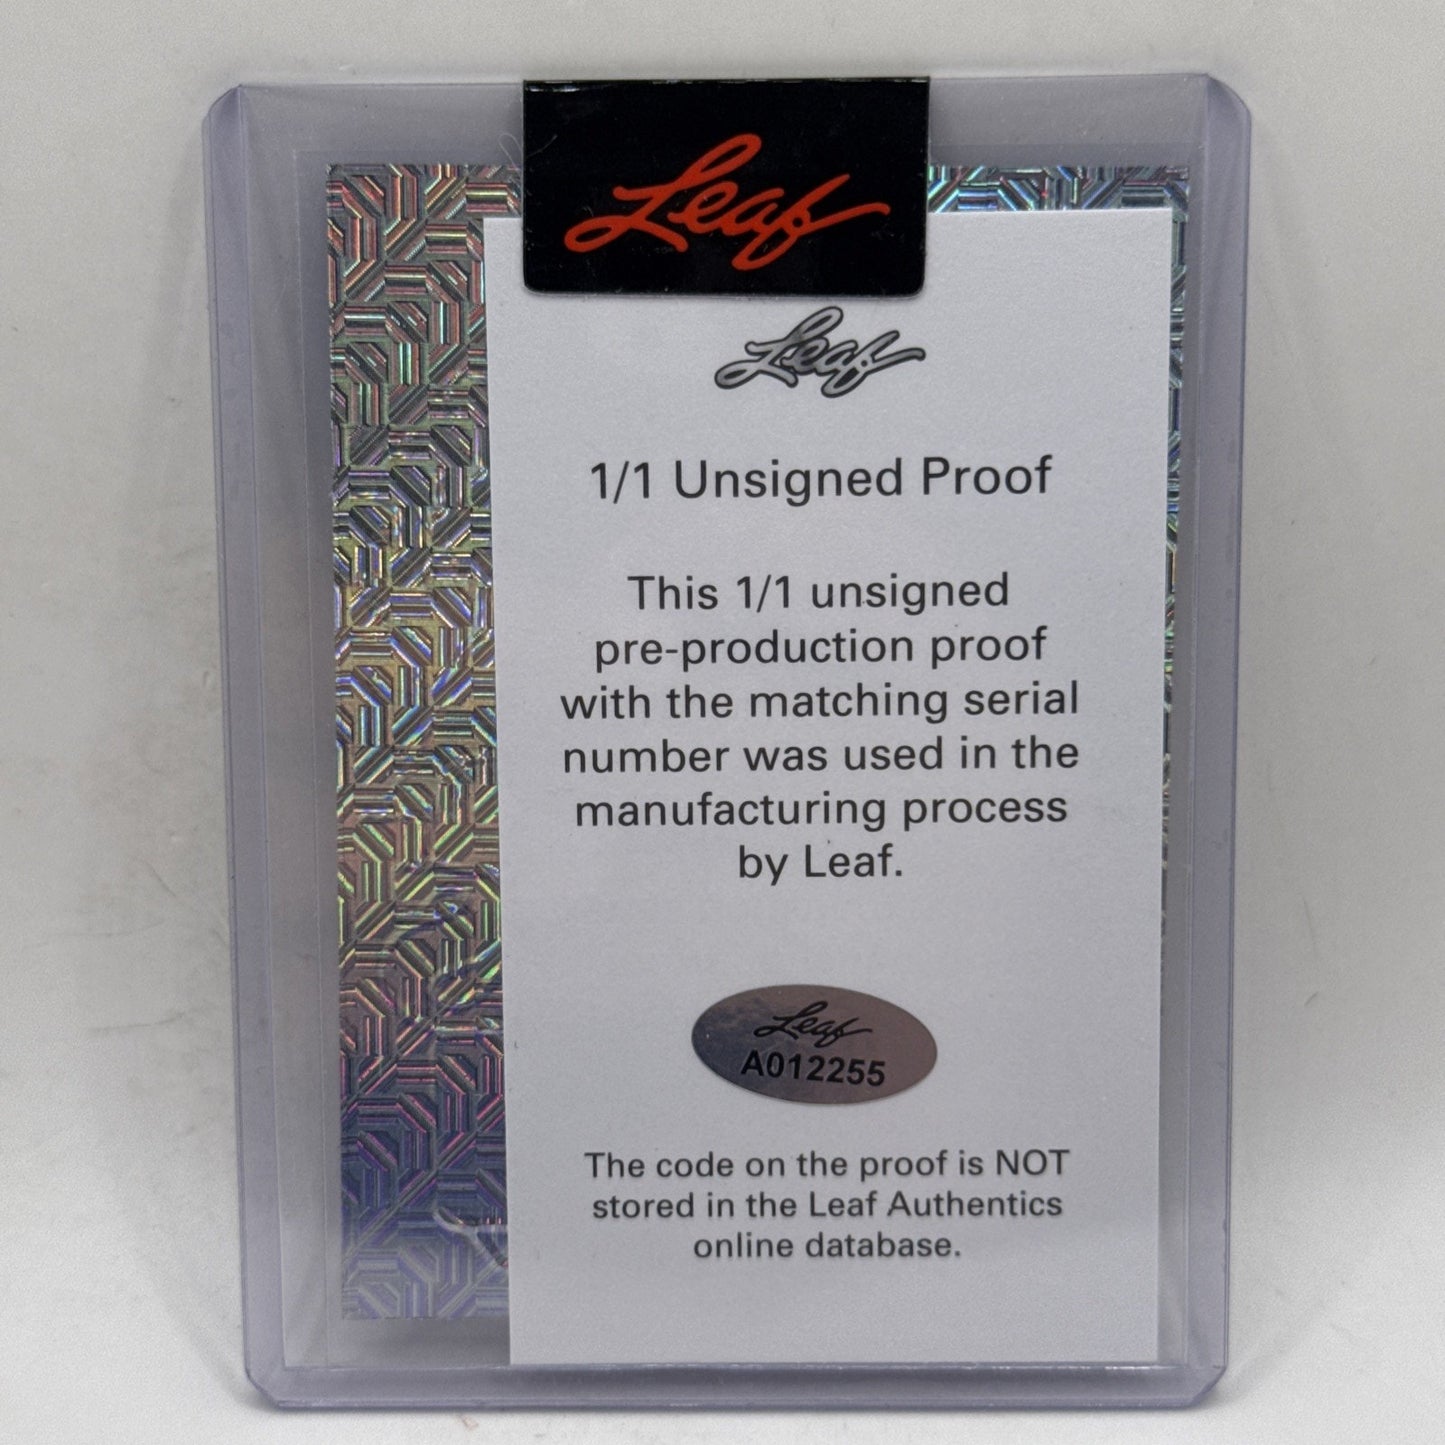 Leaf
Leaf
1/1 Unsigned Proof
This 1/1 unsigned
pre-production proof
with the matching serial
number was used in the
manufacturing process
by Leaf.
Leaf
A012255
The code on the proof is NOT
stored in the Leaf Authentics
online database.